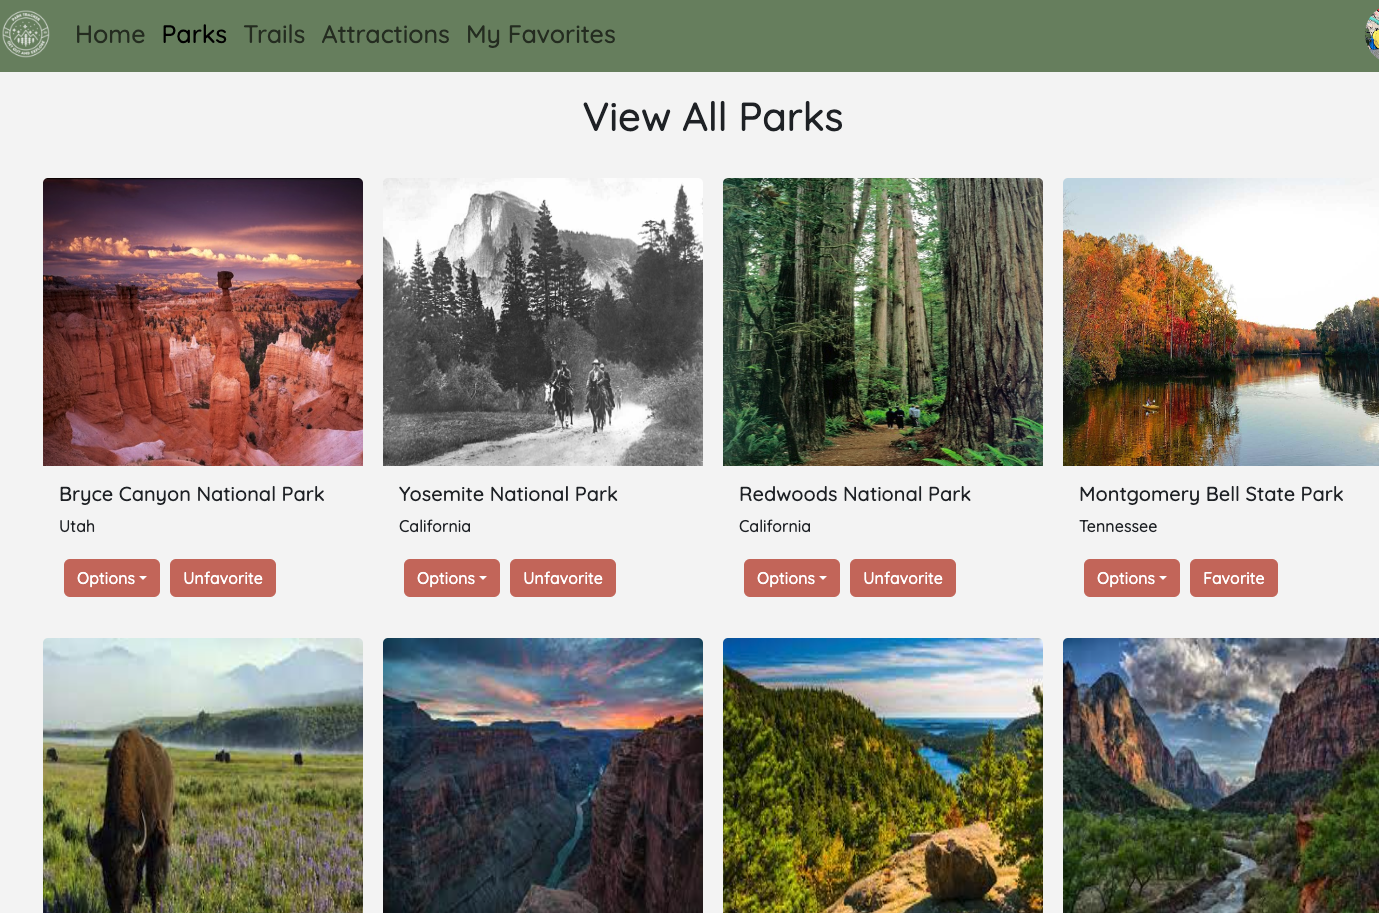 Home Parks Trails Attractions My Favorites
View All Parks
Bryce Canyon National Park
Utah
Options Unfavorite
Yosemite National Park
California
Options Unfavorite
Redwoods National Park
California
Options Unfavorite
Montgomery Bell State Park
Tennessee
Options Favorite